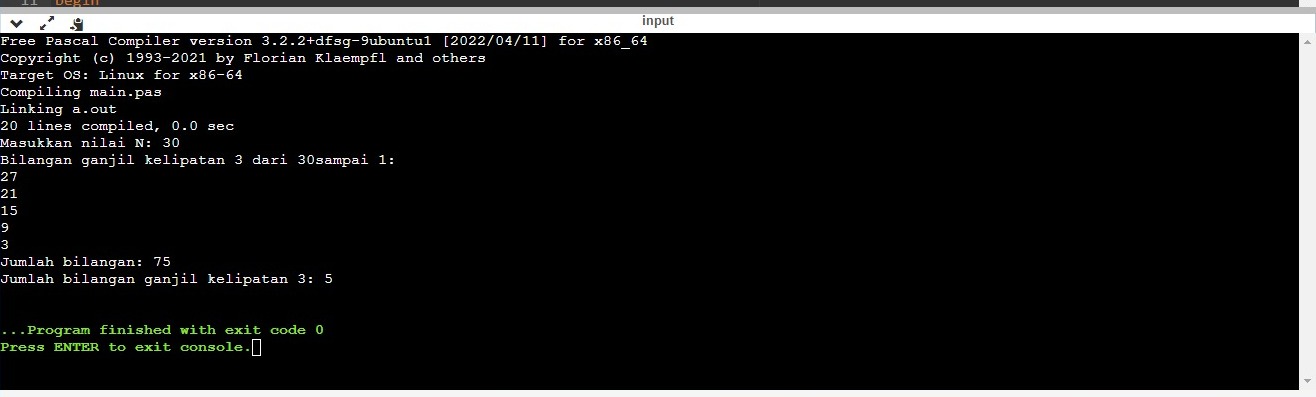 11 begin
input
Free Pascal Compiler version 3.2.2+dfsg-9ubuntu1 [2022/04/11] for x86_64
Copyright (c) 1993-2021 by Florian Klaempfl and others
Target OS: Linux for x86-64
Compiling main.pas
Linking a.out
20 lines compiled, 0.0 sec
Masukkan nilai N: 30
Bilangan ganjil kelipatan 3 dari 30sampai 1:
27
21
15
9
3
Jumlah bilangan: 75
Jumlah bilangan ganjil kelipatan 3: 5
...Program finished with exit code 0
Press ENTER to exit console.